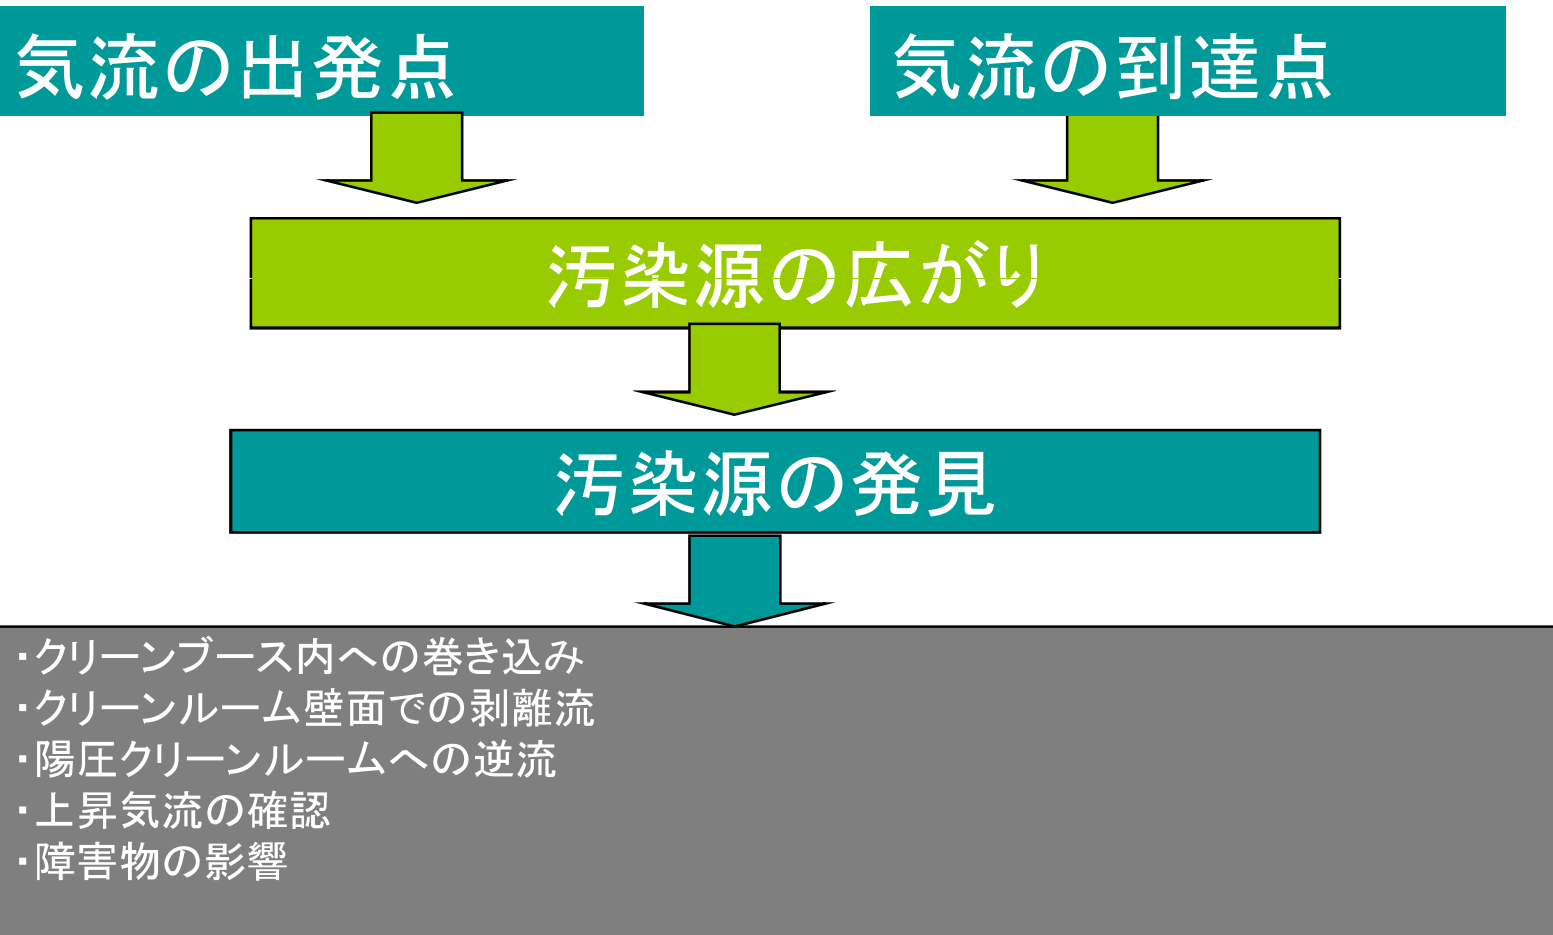 気流の出発点
気流の到達点
汚染源の広がり
汚染源の発見
・クリーンブース内への巻き込み
・クリーンルーム壁面での剥離流
・陽圧クリーンルームへの逆流
・上昇気流の確認
・障害物の影響